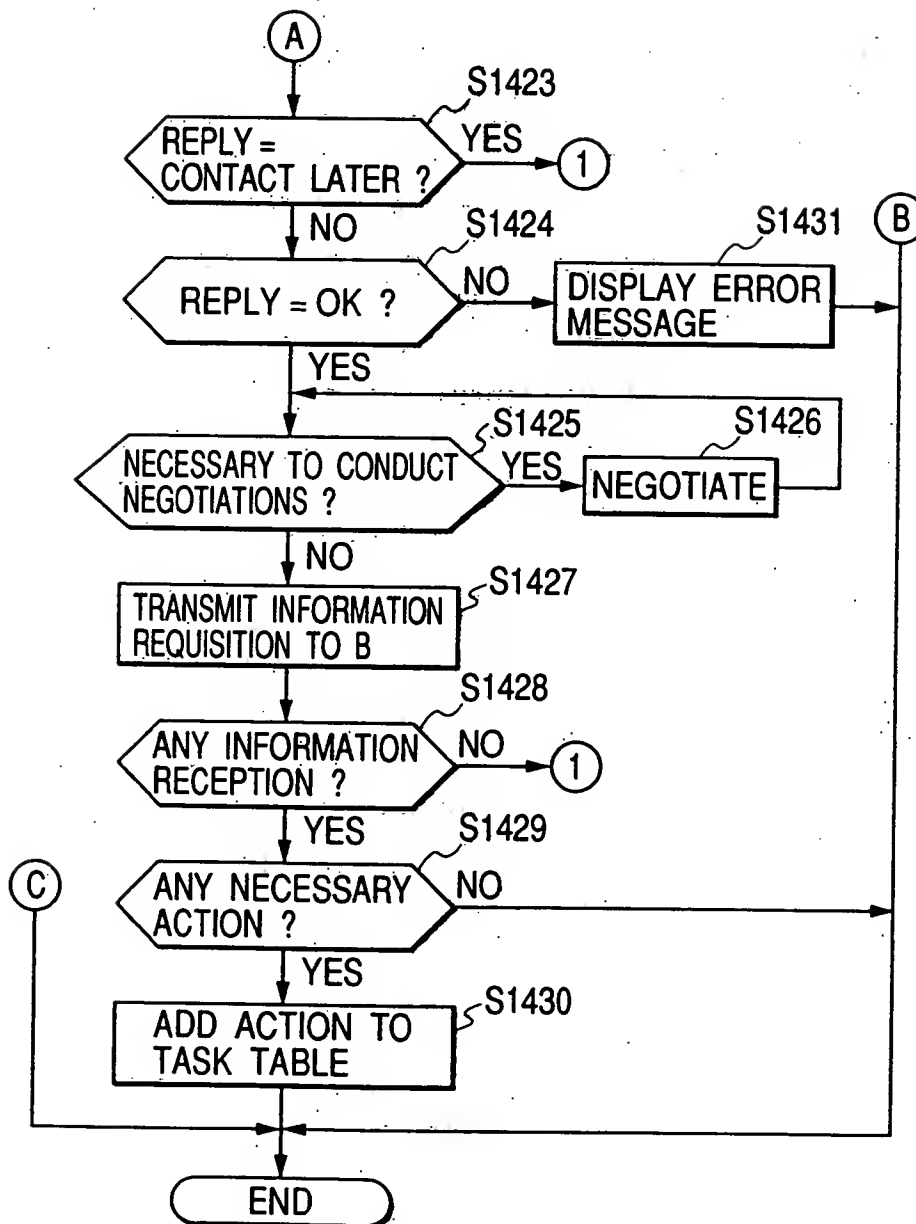 A
S1423
REPLY =
CONTACT LATER ?
YES
1
NO
S1424
REPLY = OK ?
NO
S1431
DISPLAY ERROR
MESSAGE
B
YES
S1425
NECESSARY TO CONDUCT
NEGOTIATIONS ?
YES
S1426
NEGOTIATE
NO
S1427
TRANSMIT INFORMATION
REQUISITION TO B
S1428
ANY INFORMATION
RECEPTION ?
NO
1
YES
S1429
C
ANY NECESSARY
ACTION ?
NO
YES
S1430
ADD ACTION TO
TASK TABLE
END